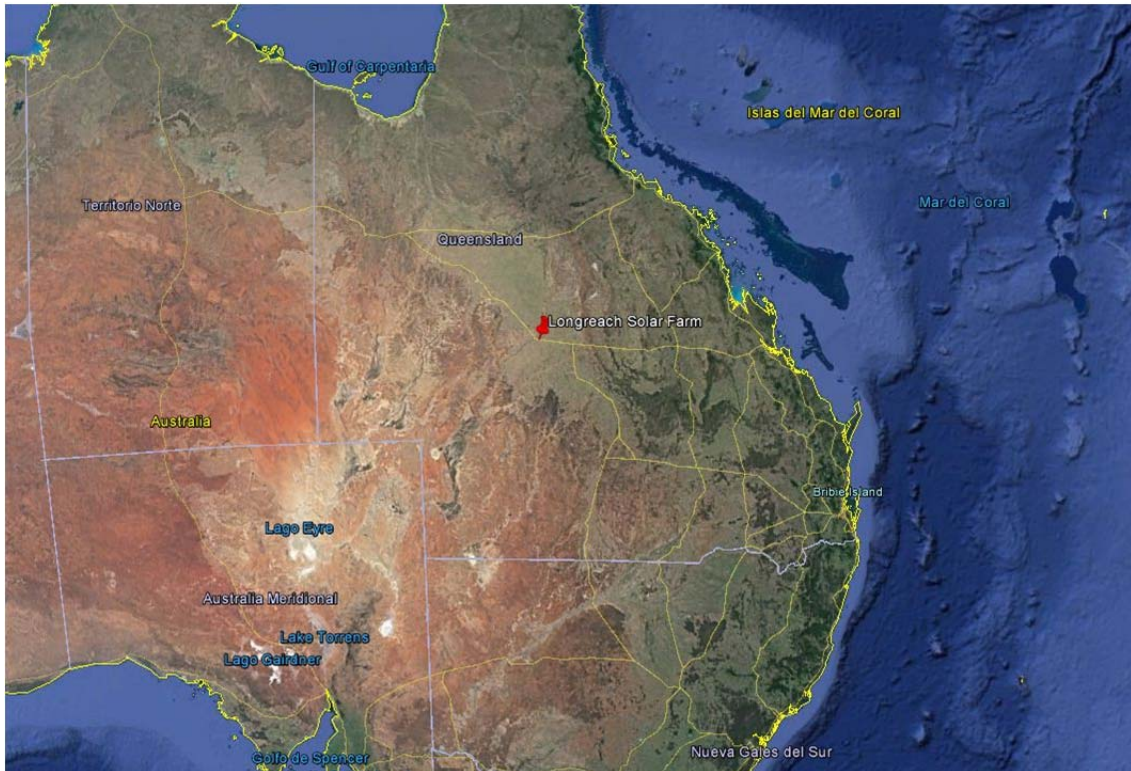 Gulf of Carpentaria
Islas del Mar del Coral
Territorio Norte
Mar del Coral
Queensland
Longreach Solar Farm
Australia
Bribie Island
Lago Eyre
Australia Meridional
Lake Torrens
Lago Gairdner
Nueva Gales del Sur
Golfo de Spencer